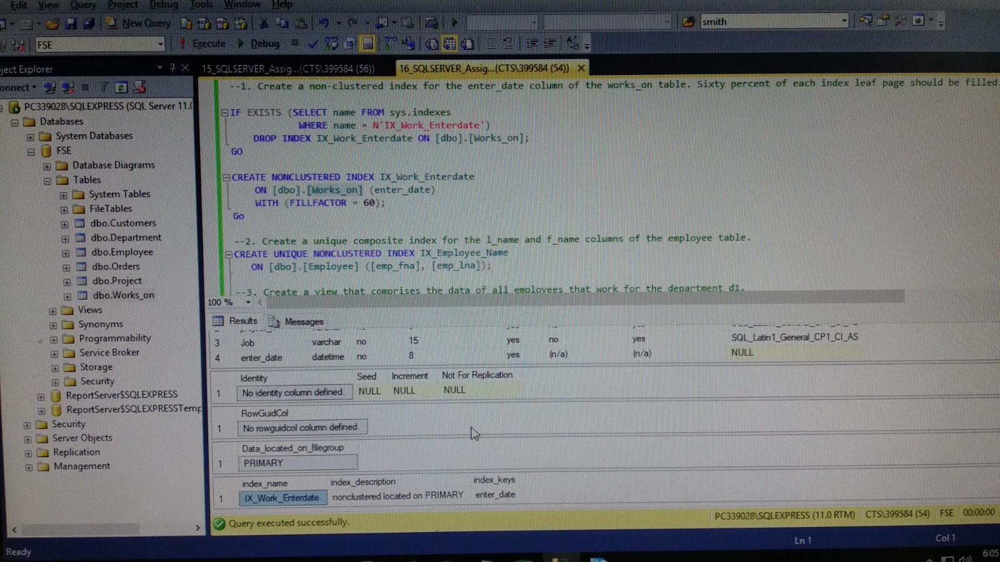 Edit View Query Project Debug Tools Window Help
New Query
smith
FSE Execute Debug
ject Explorer
15_SQLSERVER_Assig...(CTS\399584 (56))
16_SQLSERVER_Assig...(CTS\399584 (54))
onnect
PC339028\SQLEXPRESS (SQL Server 11.0
Databases
System Databases
FSE
Database Diagrams
Tables
System Tables
FileTables
dbo.Customers
dbo.Department
dbo.Employee
dbo.Orders
dbo.Project
dbo.Works_on
Views
Synonyms
Programmability
Service Broker
Storage
Security
ReportServer$SQLEXPRESS
ReportServer$SQLEXPRESSTemp
Security
Server Objects
Replication
Management
--1. Create a non-clustered index for the enter_date column of the works_on table. Sixty percent of each index leaf page should be filled.
IF EXISTS (SELECT name FROM sys.indexes
WHERE name = N'IX_Work_Enterdate')
DROP INDEX IX_Work_Enterdate ON [dbo].[Works_on];
GO
CREATE NONCLUSTERED INDEX IX_Work_Enterdate
ON [dbo].[Works_on] (enter_date)
WITH (FILLFACTOR = 60);
Go
--2. Create a unique composite index for the l_name and f_name columns of the employee table.
CREATE UNIQUE NONCLUSTERED INDEX IX_Employee_Name
ON [dbo].[Employee] ([emp_fna], [emp_lna]);
--3. Create a view that comprises the data of all employees that work for the department d1.
100 %
Results Messages
3 Job varchar no 15 yes no yes SQL_Latin1_General_CP1_CI_AS
4 enter_date datetime no 8 yes (n/a) (n/a) NULL
Identity Seed Increment Not For Replication
1 No identity column defined. NULL NULL NULL
RowGuidCol
1 No rowguidcol column defined.
Data_located_on_filegroup
1 PRIMARY
index_name index_description index_keys
1 IX_Work_Enterdate nonclustered located on PRIMARY enter_date
Query executed successfully.
PC339028\SQLEXPRESS (11.0 RTM) CTS\399584 (54) FSE 00:00:00
Ready
Ln 1 Col 1
6:05